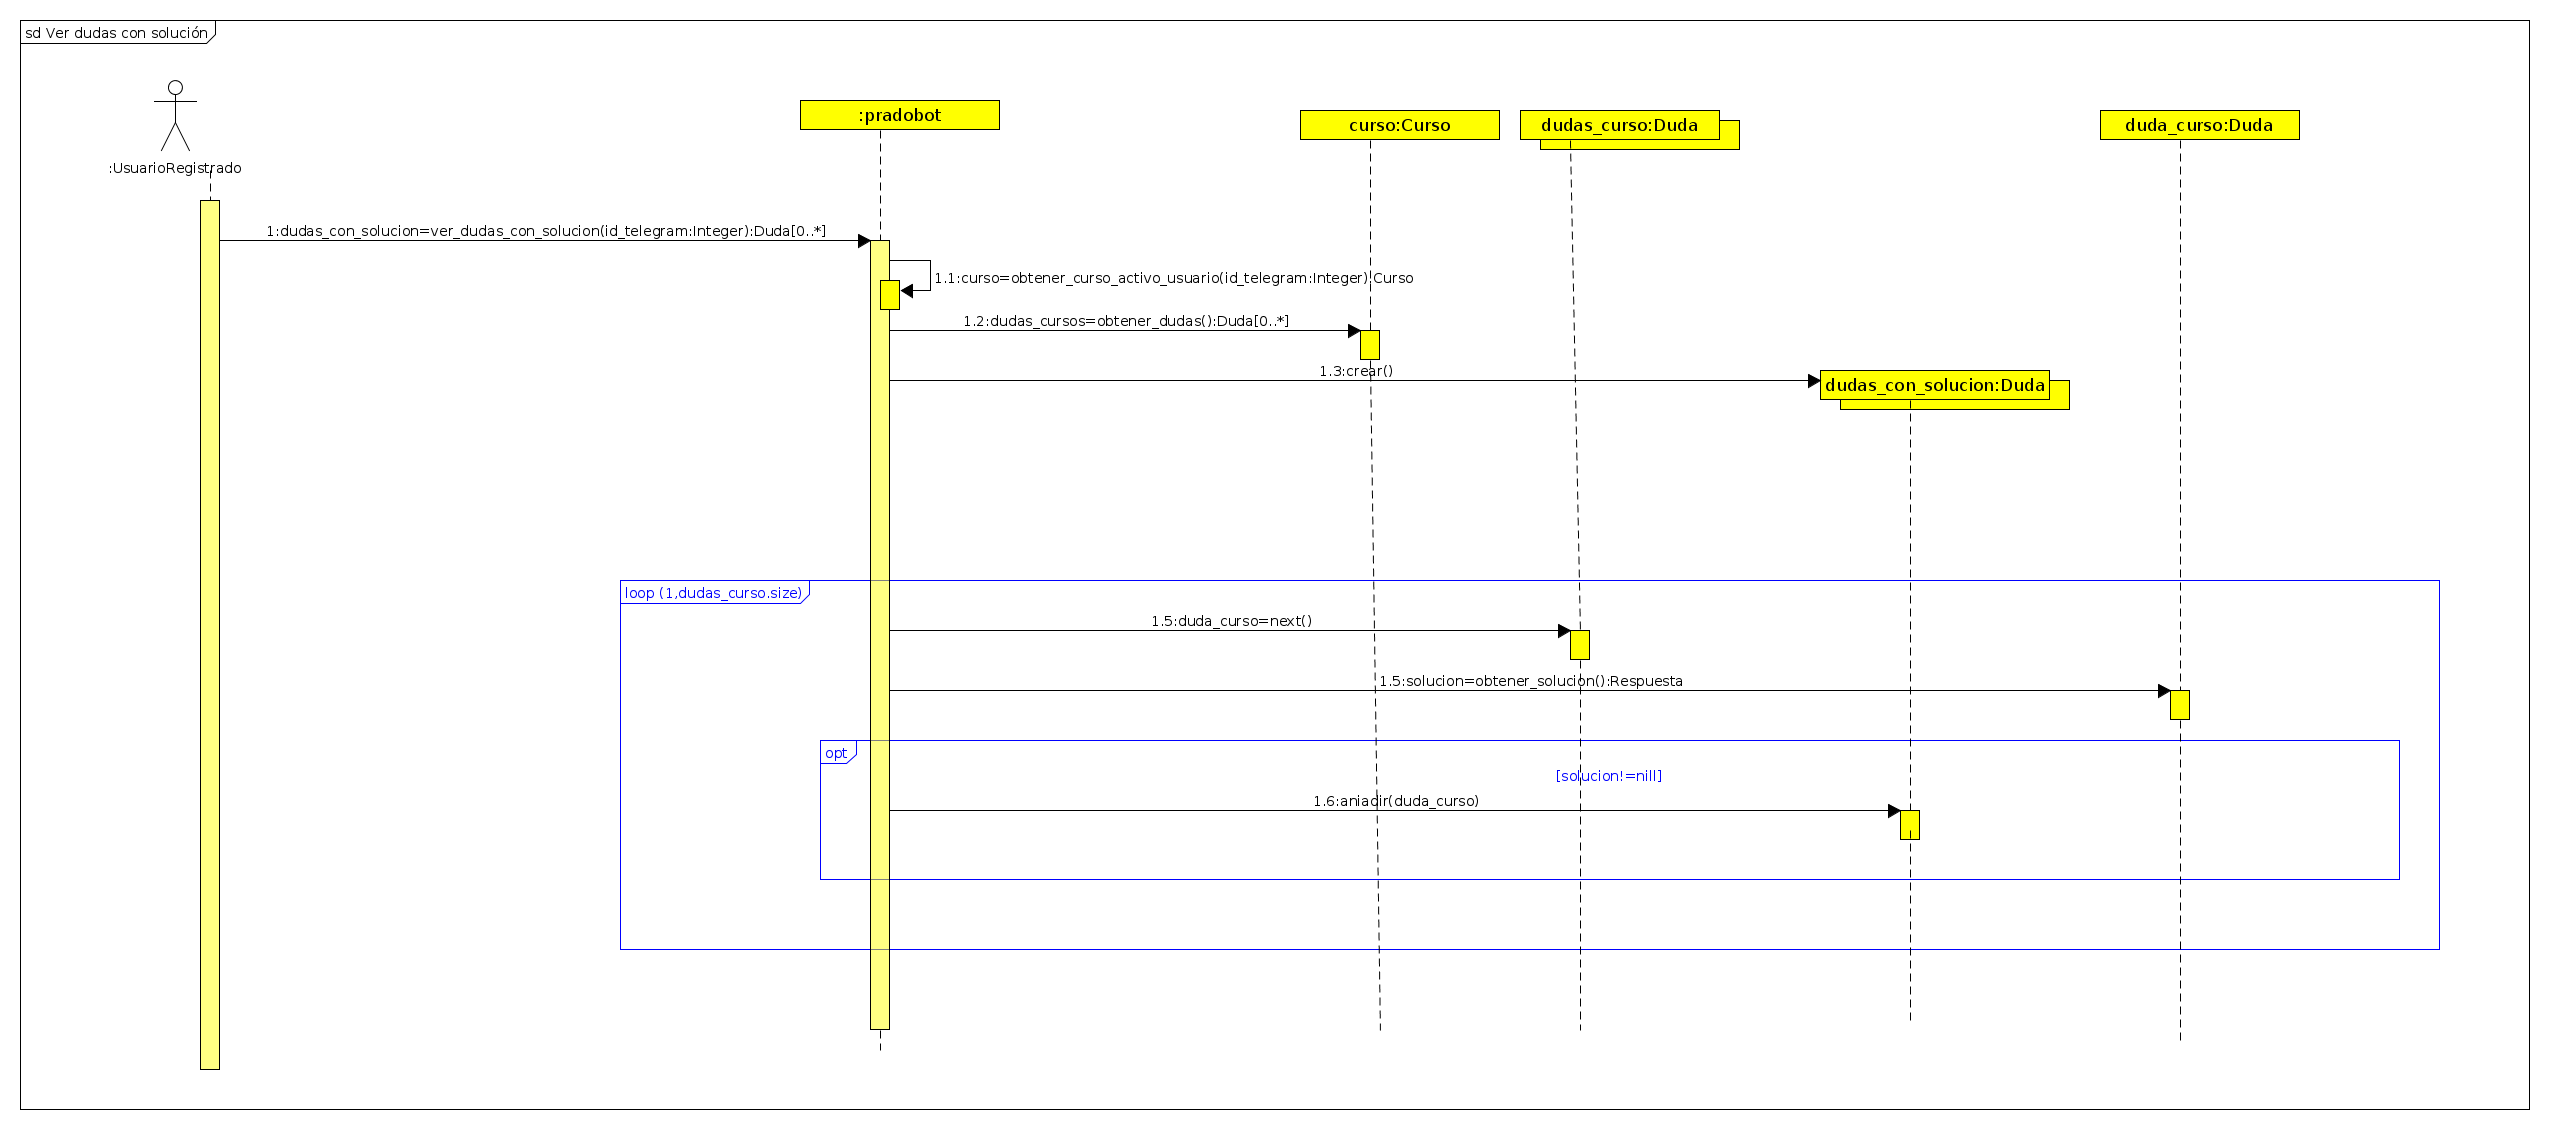 sd Ver dudas con solución
:UsuarioRegistrado
:pradobot
curso:Curso
dudas_curso:Duda
duda_curso:Duda
1:dudas_con_solucion=ver_dudas_con_solucion(id_telegram:Integer):Duda[0..*]
1.1:curso=obtener_curso_activo_usuario(id_telegram:Integer):Curso
1.2:dudas_cursos=obtener_dudas():Duda[0..*]
1.3:crear()
dudas_con_solucion:Duda
loop (1,dudas_curso.size)
1.5:duda_curso=next()
1.5:solucion=obtener_solucion():Respuesta
opt
[solucion!=nill]
1.6:aniadir(duda_curso)